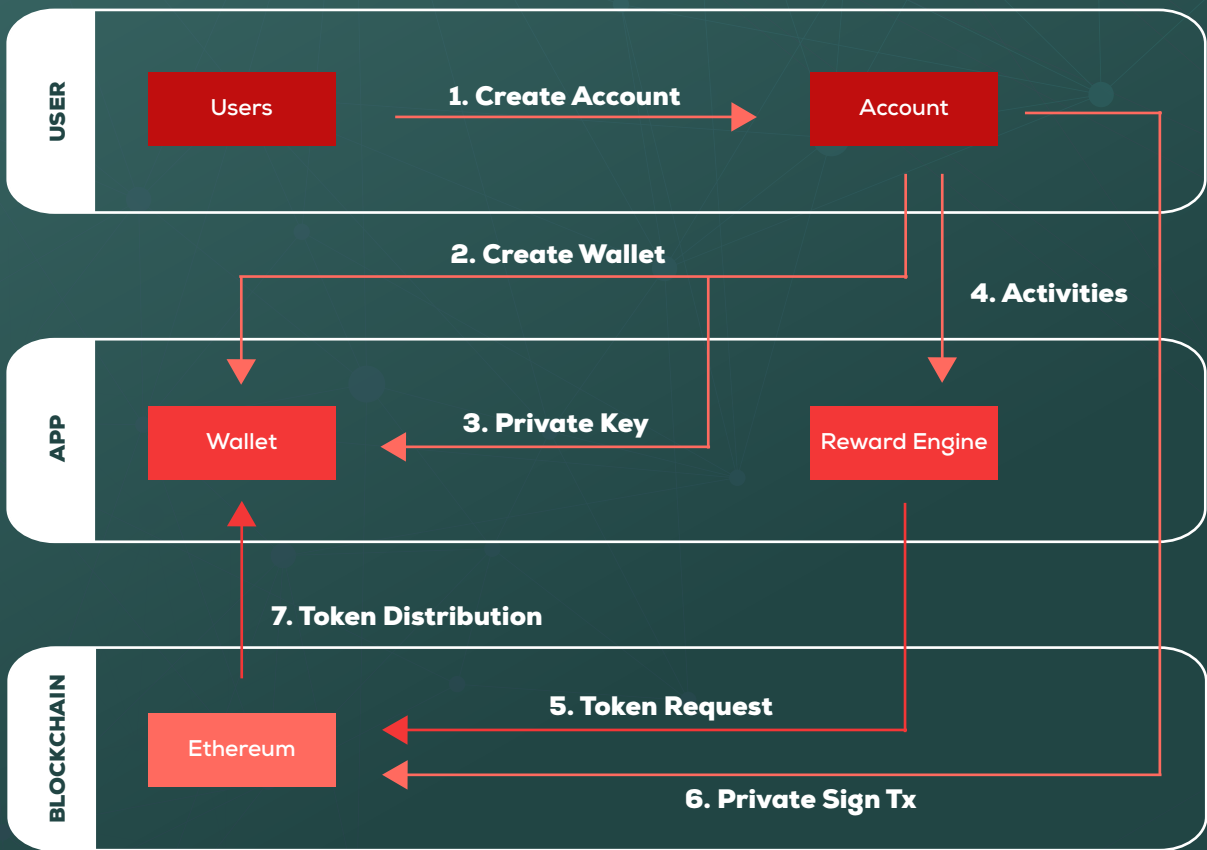 USER
Users
1. Create Account
Account
2. Create Wallet
4. Activities
APP
Wallet
3. Private Key
Reward Engine
7. Token Distribution
BLOCKCHAIN
Ethereum
5. Token Request
6. Private Sign Tx